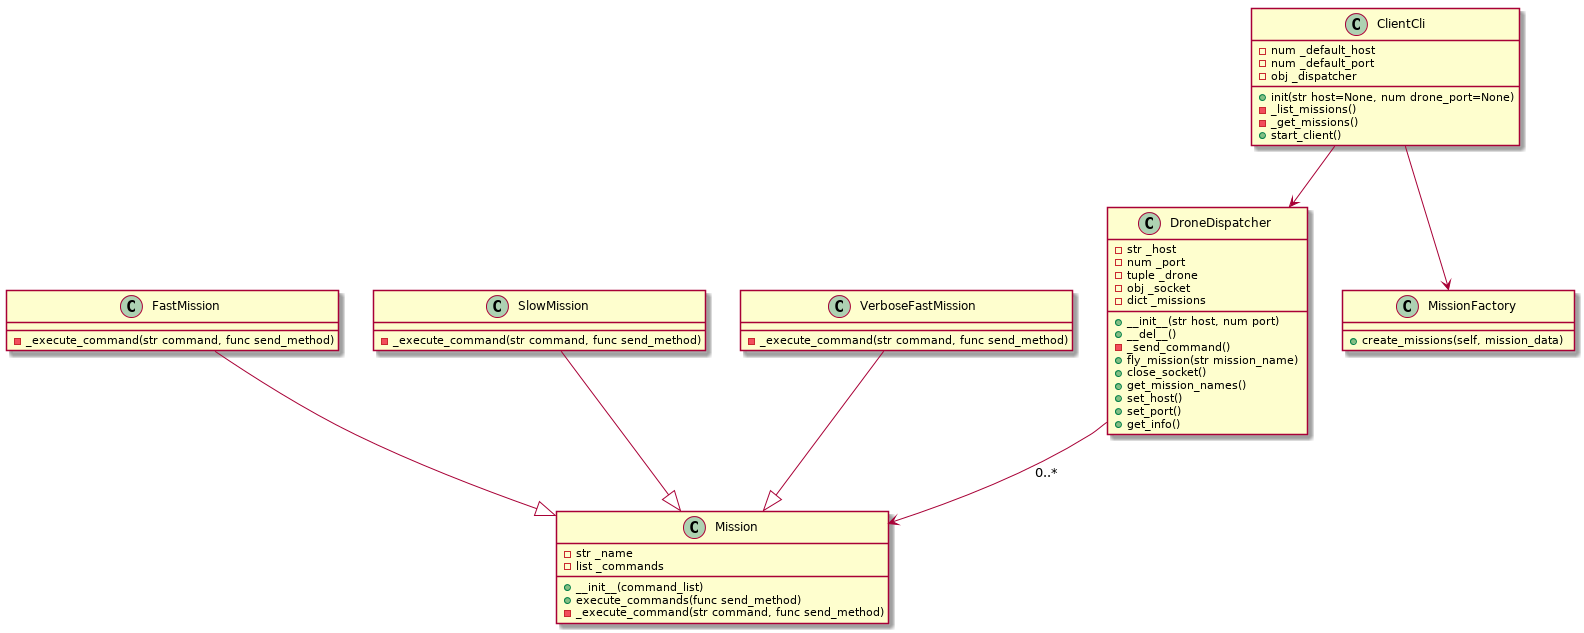 C ClientCli
num _default_host
num _default_port
obj _dispatcher
init(str host=None, num drone_port=None)
_list_missions()
_get_missions()
start_client()
C DroneDispatcher
str _host
num _port
tuple _drone
obj _socket
dict _missions
__init__(str host, num port)
__del__()
_send_command()
fly_mission(str mission_name)
close_socket()
get_mission_names()
set_host()
set_port()
get_info()
C FastMission
_execute_command(str command, func send_method)
C SlowMission
_execute_command(str command, func send_method)
C VerboseFastMission
_execute_command(str command, func send_method)
C MissionFactory
create_missions(self, mission_data)
0..*
C Mission
str _name
list _commands
__init__(command_list)
execute_commands(func send_method)
_execute_command(str command, func send_method)